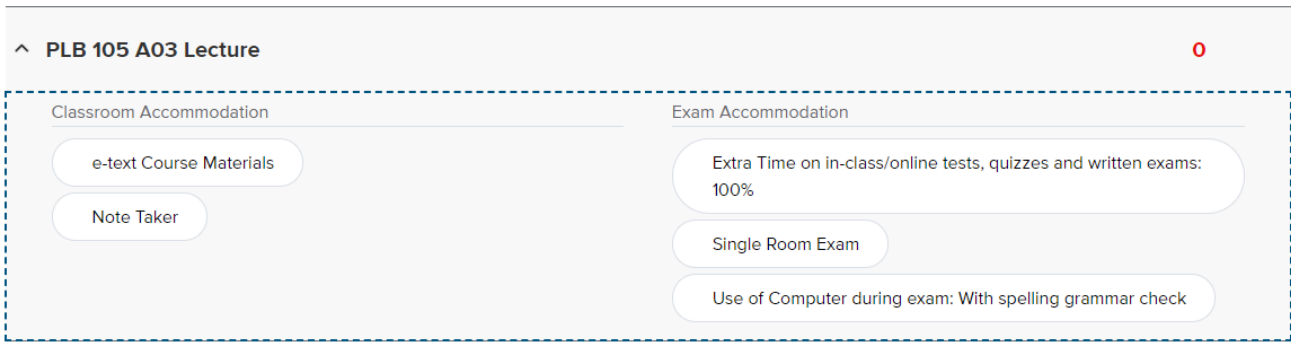 PLB 105 A03 Lecture 0
Classroom Accommodation
e-text Course Materials
Note Taker
Exam Accommodation
Extra Time on in-class/online tests, quizzes and written exams:
100%
Single Room Exam
Use of Computer during exam: With spelling grammar check